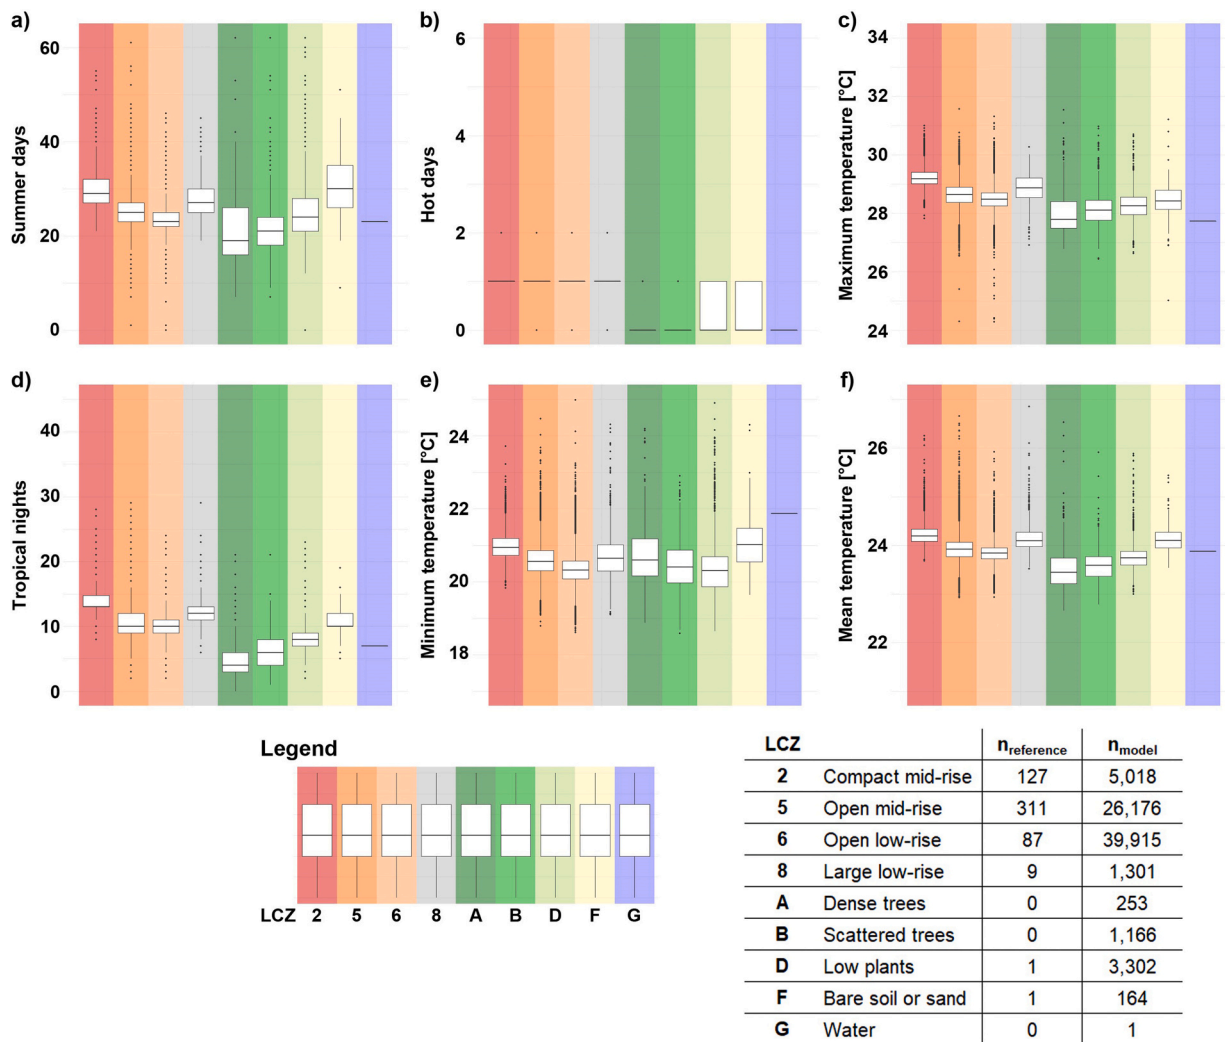 a)
60
40
20
0
Summer days
b)
6
4
2
0
Hot days
c)
34
32
30
28
26
24
Maximum temperature [°C]
d)
40
30
20
10
0
Tropical nights
e)
24
22
20
18
Minimum temperature [°C]
f)
26
24
22
Mean temperature [°C]
Legend
LCZ 2 5 6 8 A B D F G
LCZ nreference nmodel
2 Compact mid-rise 127 5,018
5 Open mid-rise 311 26,176
6 Open low-rise 87 39,915
8 Large low-rise 9 1,301
A Dense trees 0 253
B Scattered trees 0 1,166
D Low plants 1 3,302
F Bare soil or sand 1 164
G Water 0 1